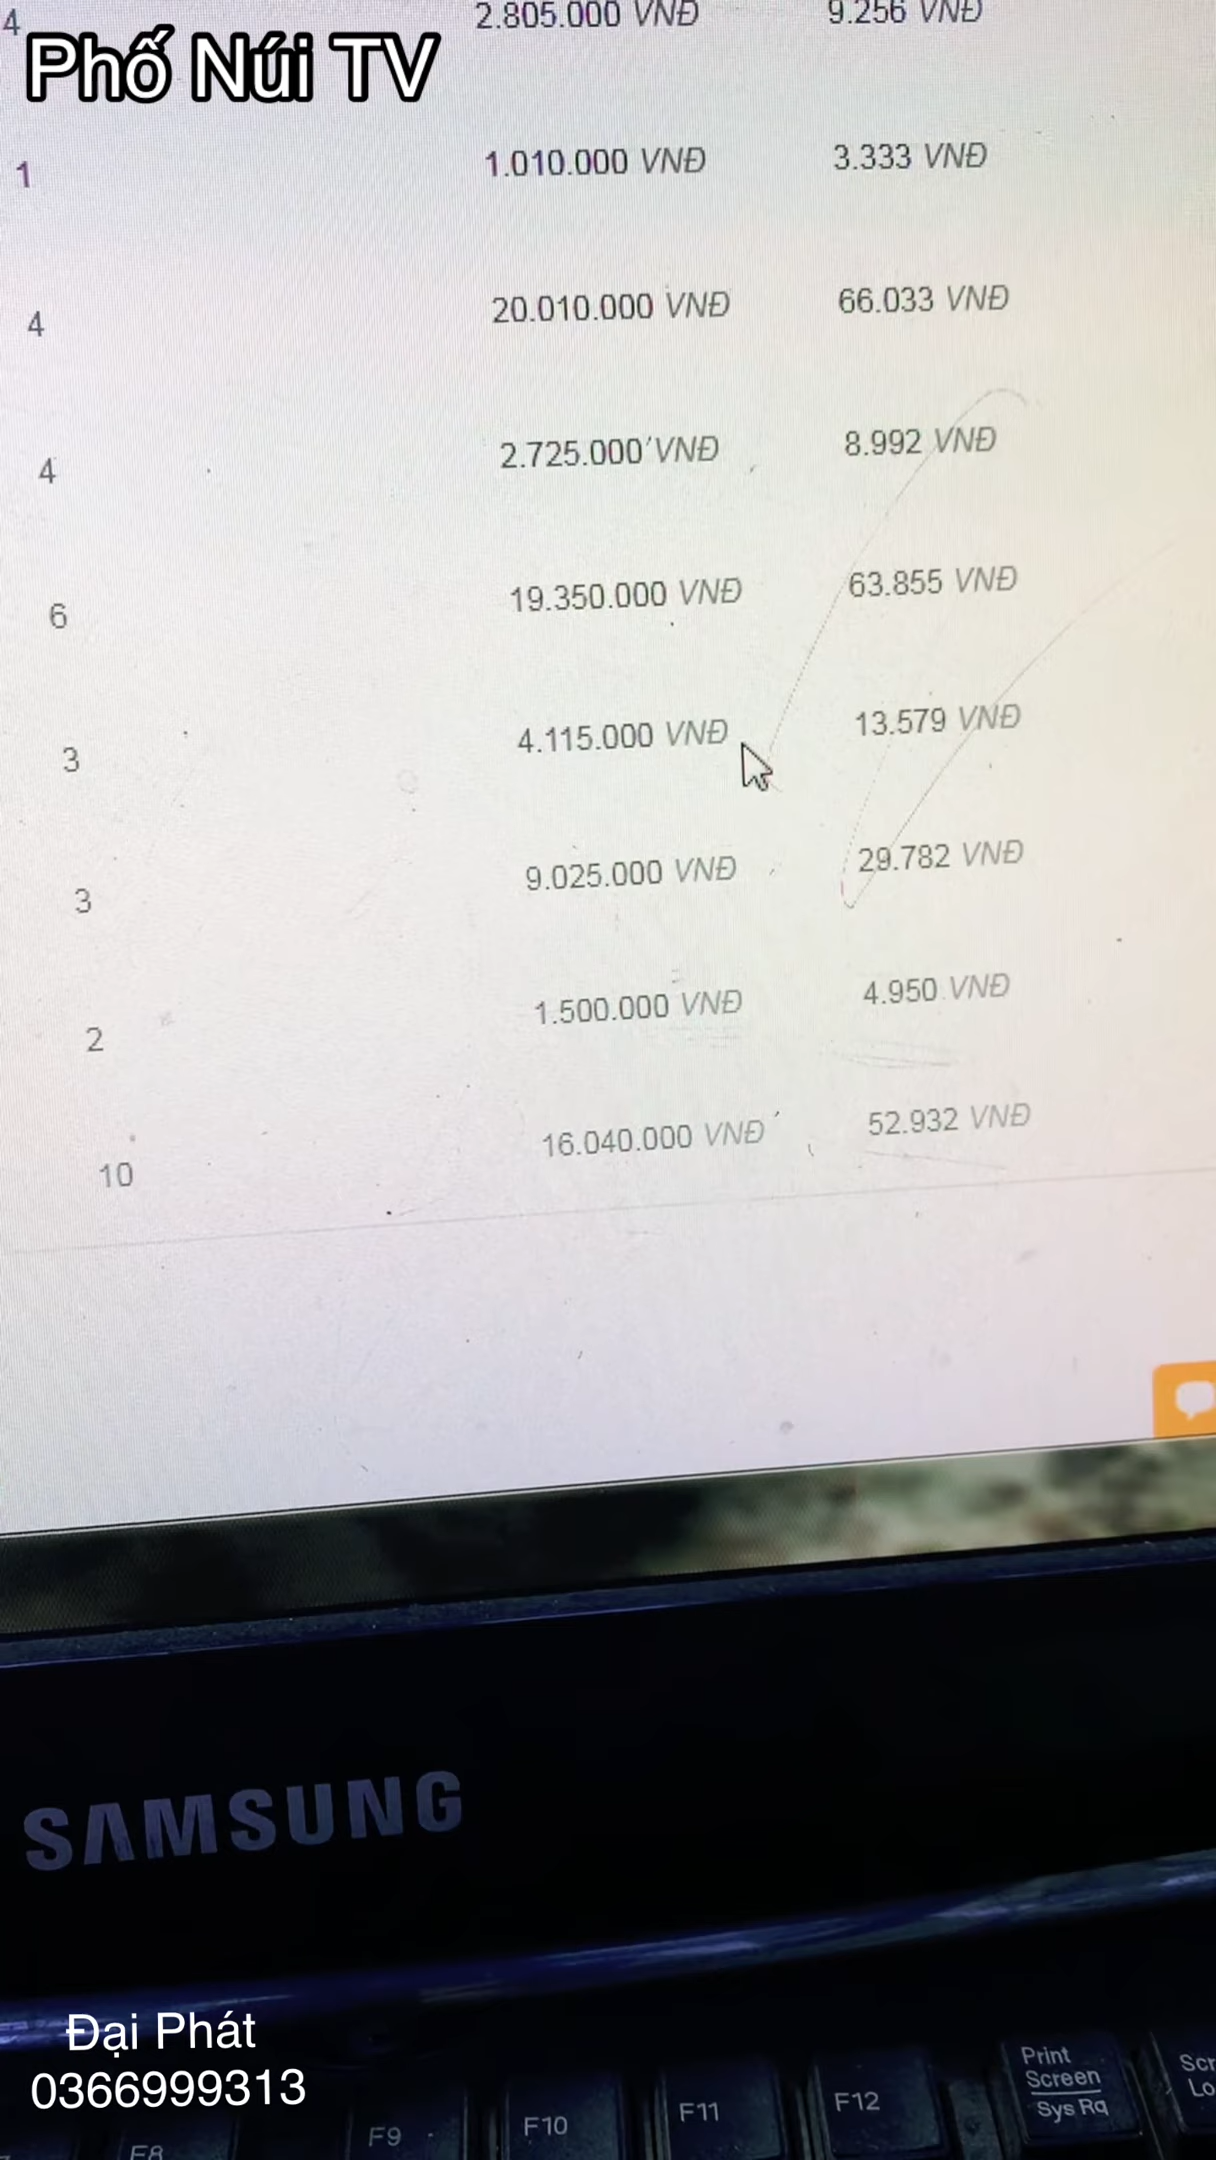 4 2.805.000 VNĐ 9.256 VNĐ
Phố Núi TV
1 1.010.000 VNĐ 3.333 VNĐ
4 20.010.000 VNĐ 66.033 VNĐ
4 2.725.000 VNĐ 8.992 VNĐ
6 19.350.000 VNĐ 63.855 VNĐ
3 4.115.000 VNĐ 13.579 VNĐ
3 9.025.000 VNĐ 29.782 VNĐ
2 1.500.000 VNĐ 4.950 VNĐ
10 16.040.000 VNĐ 52.932 VNĐ
SAMSUNG
Đại Phát
0366999313
Print
Screen
Sys Rq
Scr
Lo
F8 F9 F10 F11 F12